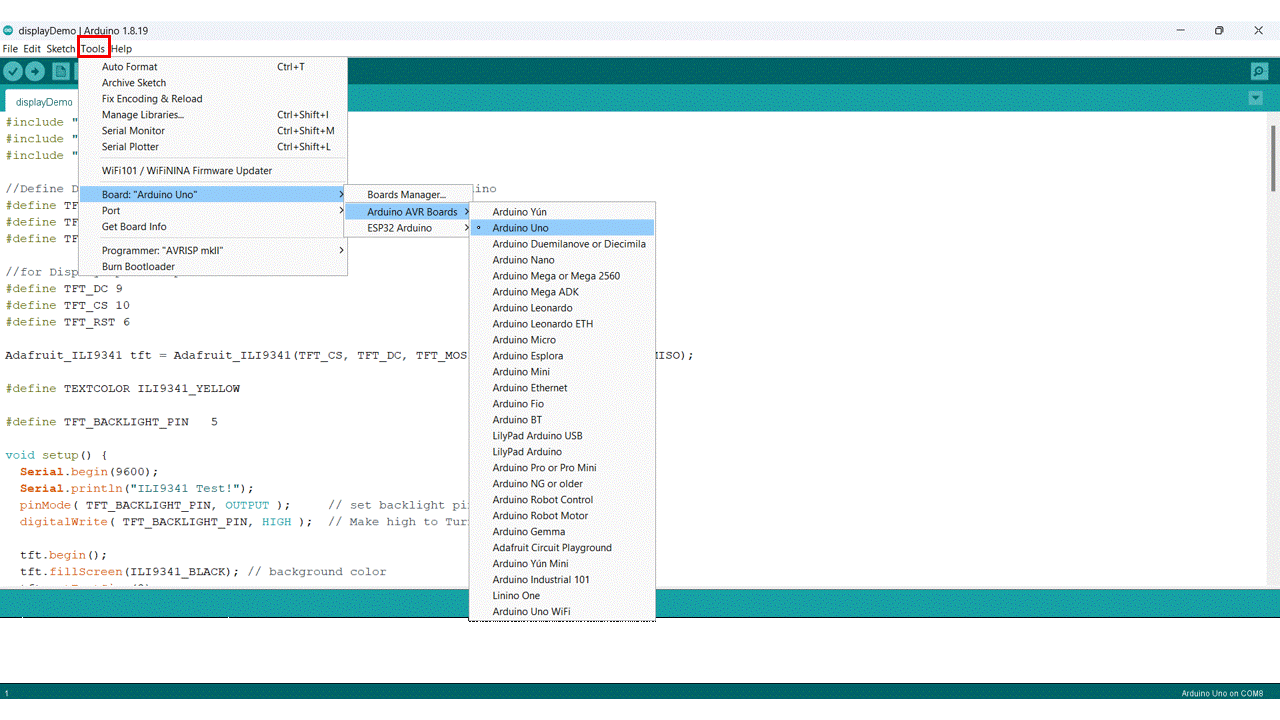 displayDemo | Arduino 1.8.19
File Edit Sketch Tools Help
Auto Format Ctrl+T
Archive Sketch
Fix Encoding & Reload
Manage Libraries... Ctrl+Shift+I
Serial Monitor Ctrl+Shift+M
Serial Plotter Ctrl+Shift+L
WiFi101 / WiFiNINA Firmware Updater
Board: "Arduino Uno"
Port
Get Board Info
Programmer: "AVRISP mkII"
Burn Bootloader
Boards Manager...
Arduino AVR Boards
ESP32 Arduino
Arduino Yún
Arduino Uno
Arduino Duemilanove or Diecimila
Arduino Nano
Arduino Mega or Mega 2560
Arduino Mega ADK
Arduino Leonardo
Arduino Leonardo ETH
Arduino Micro
Arduino Esplora
Arduino Mini
Arduino Ethernet
Arduino Fio
Arduino BT
LilyPad Arduino USB
LilyPad Arduino
Arduino Pro or Pro Mini
Arduino NG or older
Arduino Robot Control
Arduino Robot Motor
Arduino Gemma
Adafruit Circuit Playground
Arduino Yún Mini
Arduino Industrial 101
Linino One
Arduino Uno WiFi
displayDemo
#include "
#include "
#include "
//Define D ino
#define TF
#define TF
#define TF
//for Disp
#define TFT_DC 9
#define TFT_CS 10
#define TFT_RST 6
Adafruit_ILI9341 tft = Adafruit_ILI9341(TFT_CS, TFT_DC, TFT_MOS MISO);
#define TEXTCOLOR ILI9341_YELLOW
#define TFT_BACKLIGHT_PIN 5
void setup() {
Serial.begin(9600);
Serial.println("ILI9341 Test!");
pinMode( TFT_BACKLIGHT_PIN, OUTPUT ); // set backlight pi
digitalWrite( TFT_BACKLIGHT_PIN, HIGH ); // Make high to Tur
tft.begin();
tft.fillScreen(ILI9341_BLACK); // background color
1
Arduino Uno on COM8